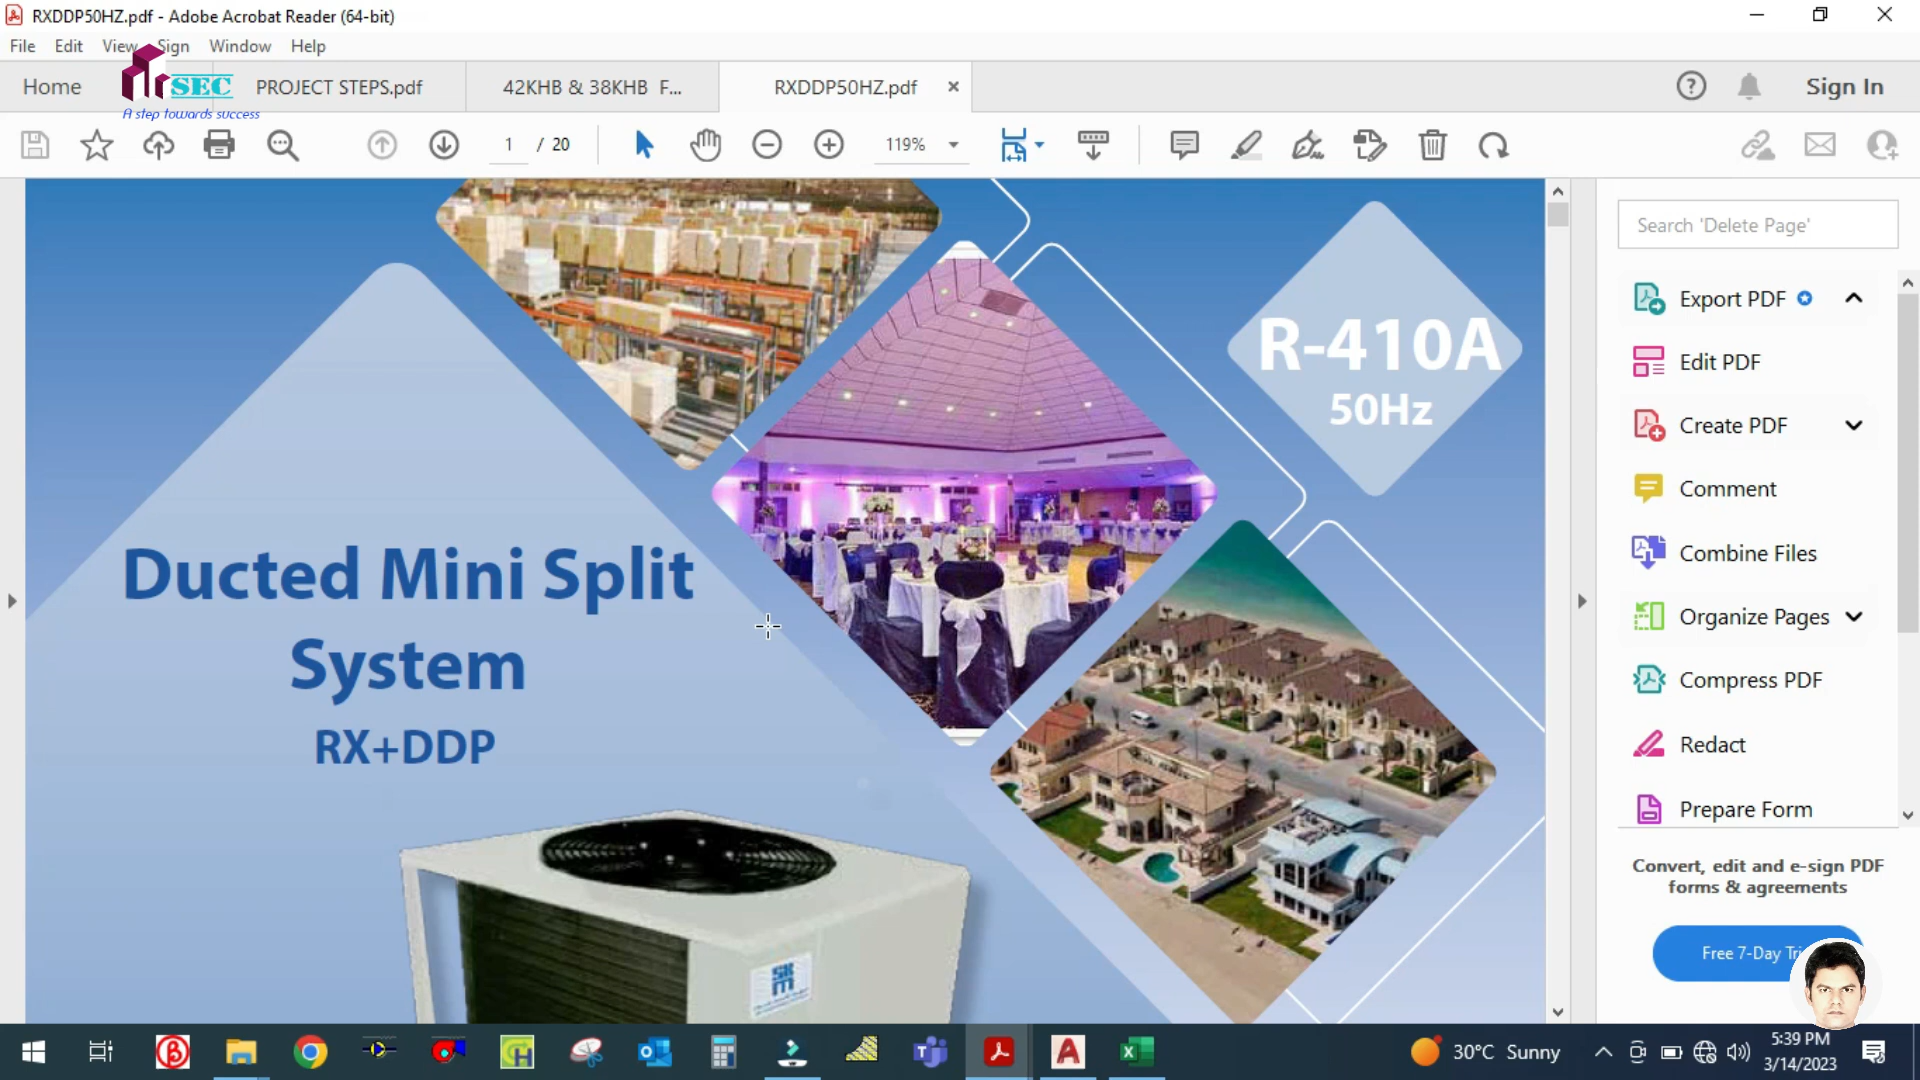 RXDDP50HZ.pdf - Adobe Acrobat Reader (64-bit)
File Edit View Sign Window Help
Home
SEC
A step towards success
PROJECT STEPS.pdf
42KHB & 38KHB F...
RXDDP50HZ.pdf
Sign In
1 / 20
119%
R-410A
50Hz
Ducted Mini Split
System
RX+DDP
SKM
Search 'Delete Page'
Export PDF
Edit PDF
Create PDF
Comment
Combine Files
Organize Pages
Compress PDF
Redact
Prepare Form
Convert, edit and e-sign PDF
forms & agreements
Free 7-Day Tri
30°C Sunny
5:39 PM
3/14/2023